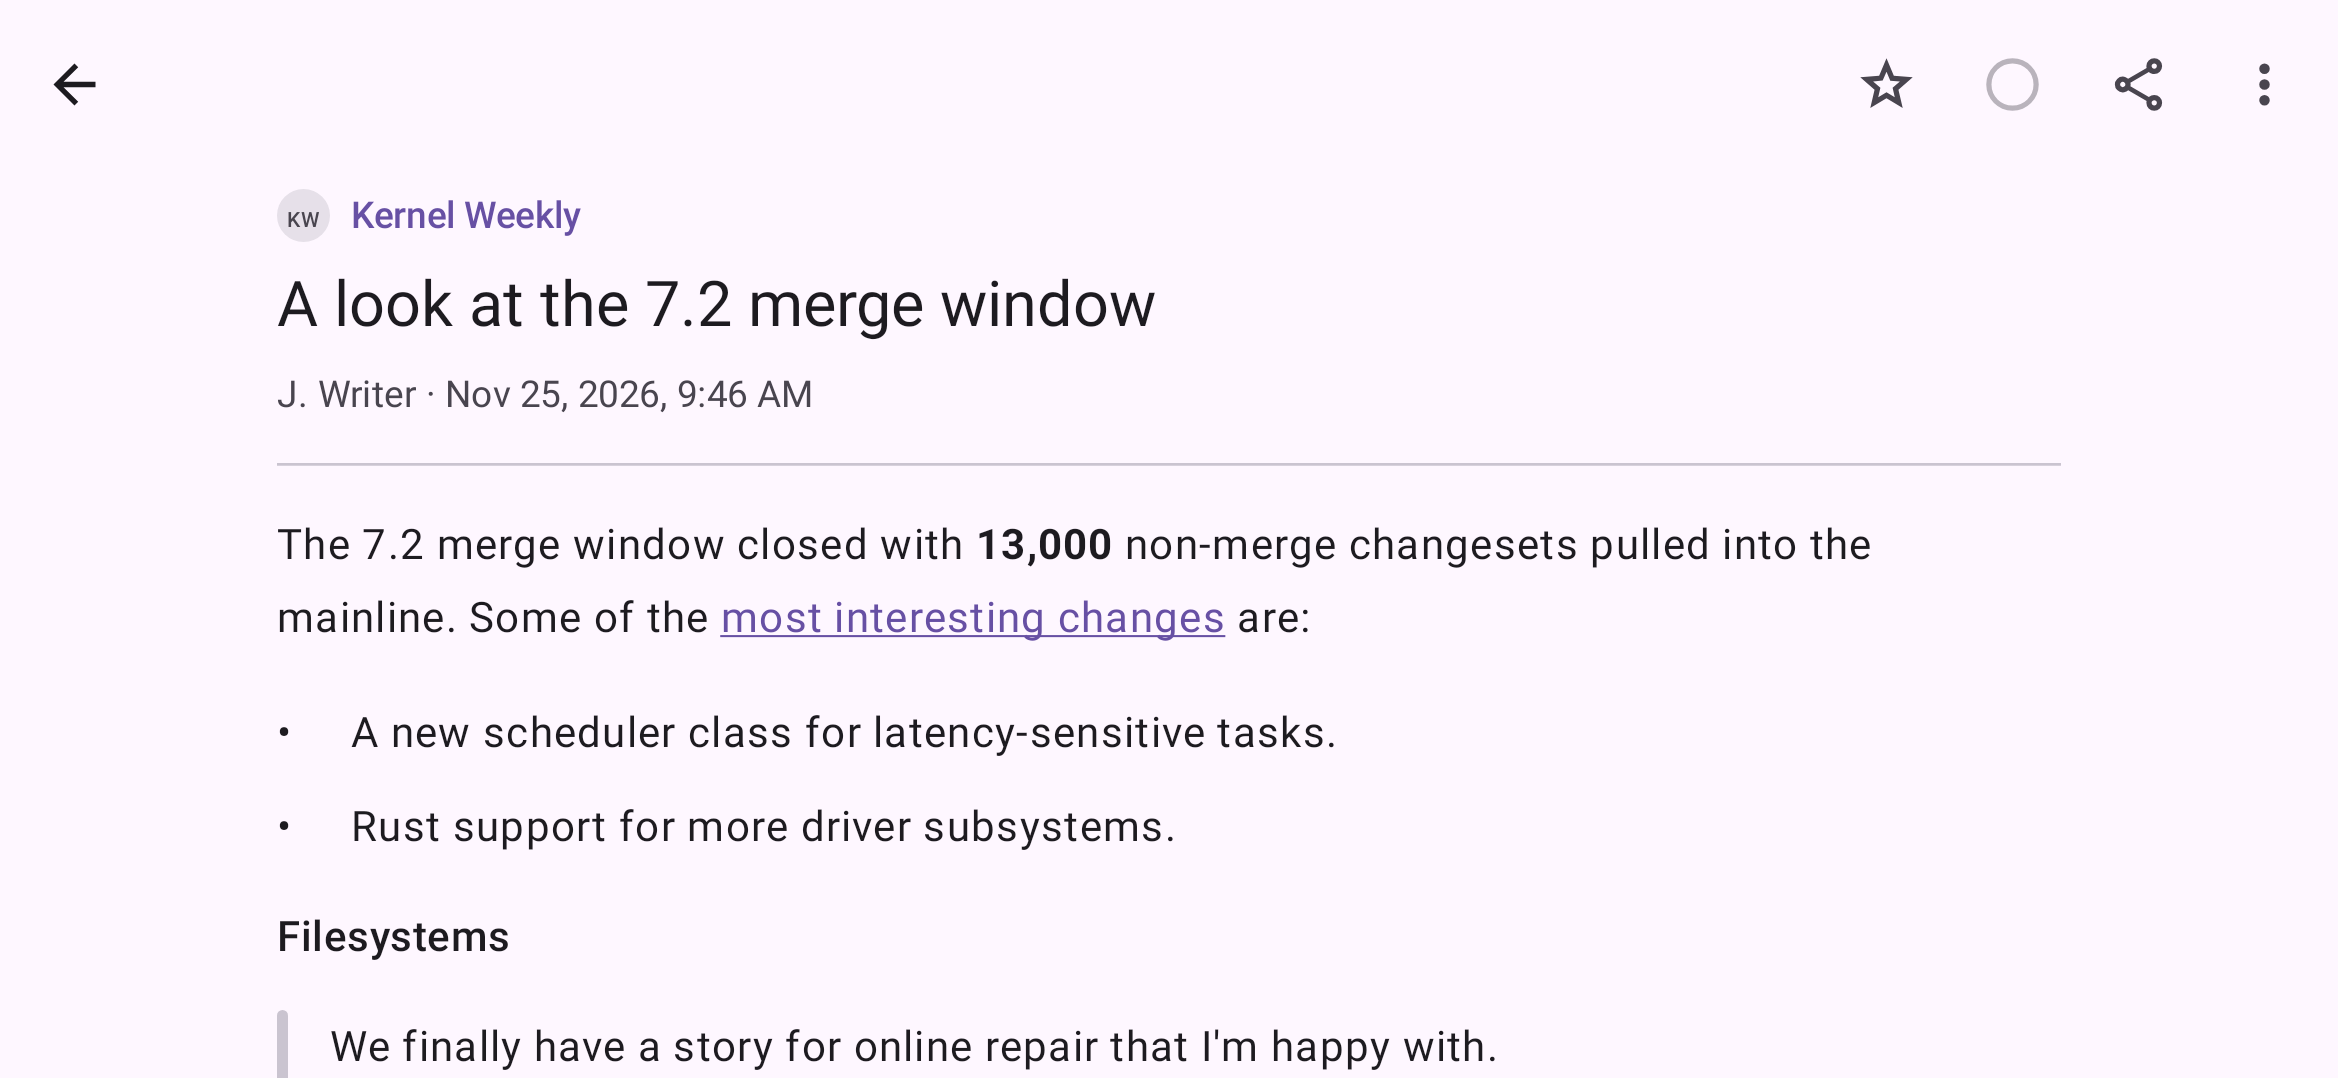 KW Kernel Weekly
A look at the 7.2 merge window
J. Writer · Nov 25, 2026, 9:46 AM
The 7.2 merge window closed with 13,000 non-merge changesets pulled into the
mainline. Some of the most interesting changes are:
• A new scheduler class for latency-sensitive tasks.
• Rust support for more driver subsystems.
Filesystems
We finally have a story for online repair that I'm happy with.